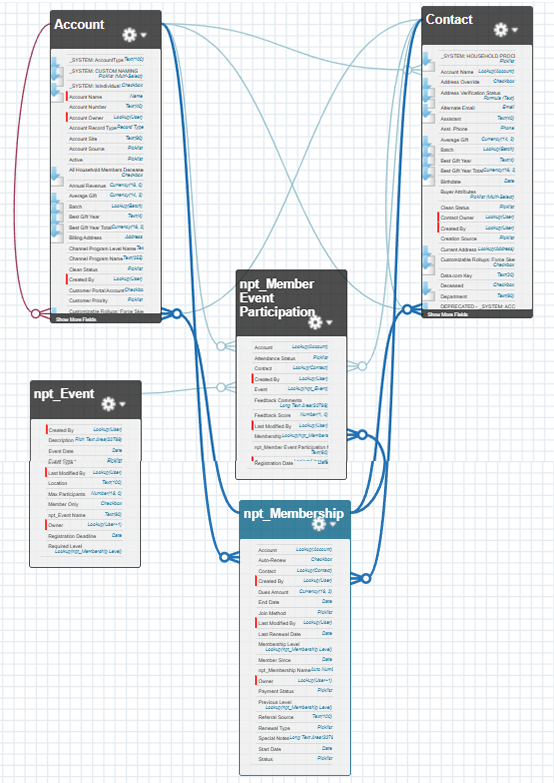 Account
_SYSTEM: AccountType Text(100)
_SYSTEM: CUSTOM NAMING
Picklist (Multi-Select)
_SYSTEM: IsIndividual Checkbox
Account Name Name
Account Number Text(40)
Account Owner Lookup(User)
Account Record Type Record Type
Account Site Text(80)
Account Source Picklist
Active Picklist
All Household Members Deceased
Checkbox
Annual Revenue Currency(18, 0)
Average Gift Currency(14, 2)
Batch Lookup(Batch)
Best Gift Year Text(4)
Best Gift Year Total Currency(16, 2)
Billing Address Address
Channel Program Level Name Tex
Channel Program Name Text(255)
Clean Status Picklist
Created By Lookup(User)
Customer Portal Account Checkbox
Customer Priority Picklist
Customizable Rollups: Force Skew
Show More Fields
Contact
_SYSTEM: HOUSEHOLD PROCE
Picklist
Account Name Lookup(Account)
Address Override Checkbox
Address Verification Status
Formula (Text)
Alternate Email Email
Assistant Text(40)
Asst. Phone Phone
Average Gift Currency(14, 2)
Batch Lookup(Batch)
Best Gift Year Text(4)
Best Gift Year Total Currency(16, 2)
Birthdate Date
Buyer Attributes
Picklist (Multi-Select)
Clean Status Picklist
Contact Owner Lookup(User)
Created By Lookup(User)
Creation Source Picklist
Current Address Lookup(Address)
Customizable Rollups: Force Skew
Checkbox
Data.com Key Text(20)
Deceased Checkbox
Department Text(80)
DEPRECATED - _SYSTEM: ACC
Show More Fields
npt_Member
Event
Participation
Account Lookup(Account)
Attendance Status Picklist
Contact Lookup(Contact)
Created By Lookup(User)
Event Lookup(npt_Event)
Feedback Comments
Long Text Area(32768)
Feedback Score Number(1, 0)
Last Modified By Lookup(User)
Membership Lookup(npt_Members
npt_Member Event Participation N
Text(80)
Registration Date Date
npt_Event
Created By Lookup(User)
Description Rich Text Area(32768)
Event Date Date
Event Type Picklist
Last Modified By Lookup(User)
Location Text(100)
Max Participants Number(18, 0)
Member Only Checkbox
npt_Event Name Text(80)
Owner Lookup(User+1)
Registration Deadline Date
Required Level
Lookup(npt_Membership Level)
npt_Membership
Account Lookup(Account)
Auto-Renew Checkbox
Contact Lookup(Contact)
Created By Lookup(User)
Dues Amount Currency(16, 2)
End Date Date
Join Method Picklist
Last Modified By Lookup(User)
Last Renewal Date Date
Membership Level
Lookup(npt_Membership Level)
Member Since Date
npt_Membership Name Auto Numb
Owner Lookup(User+1)
Payment Status Picklist
Previous Level
Lookup(npt_Membership Level)
Referral Source Text(100)
Renewal Type Picklist
Special Notes Long Text Area(3276
Start Date Date
Status Picklist